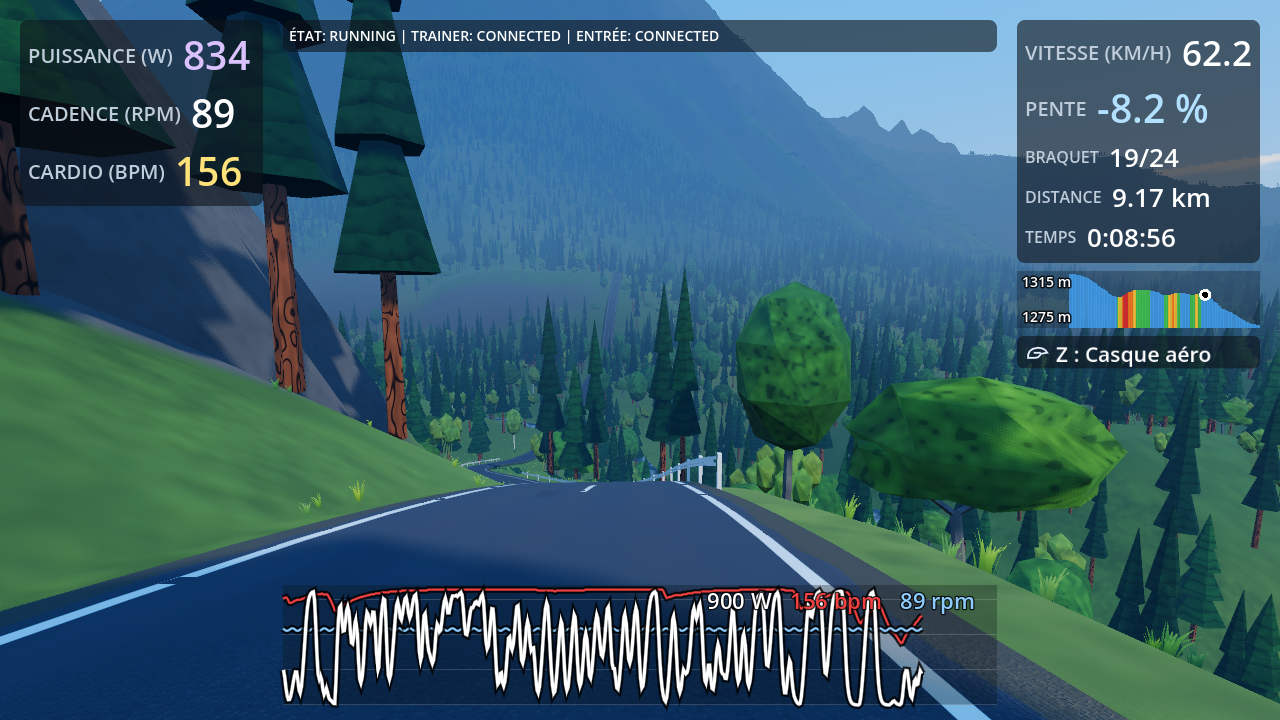 PUISSANCE (W) 834
CADENCE (RPM) 89
CARDIO (BPM) 156
ÉTAT: RUNNING | TRAINER: CONNECTED | ENTRÉE: CONNECTED
VITESSE (KM/H) 62.2
PENTE -8.2 %
BRAQUET 19/24
DISTANCE 9.17 km
TEMPS 0:08:56
1315 m
1275 m
Z : Casque aéro
900 W 156 bpm 89 rpm